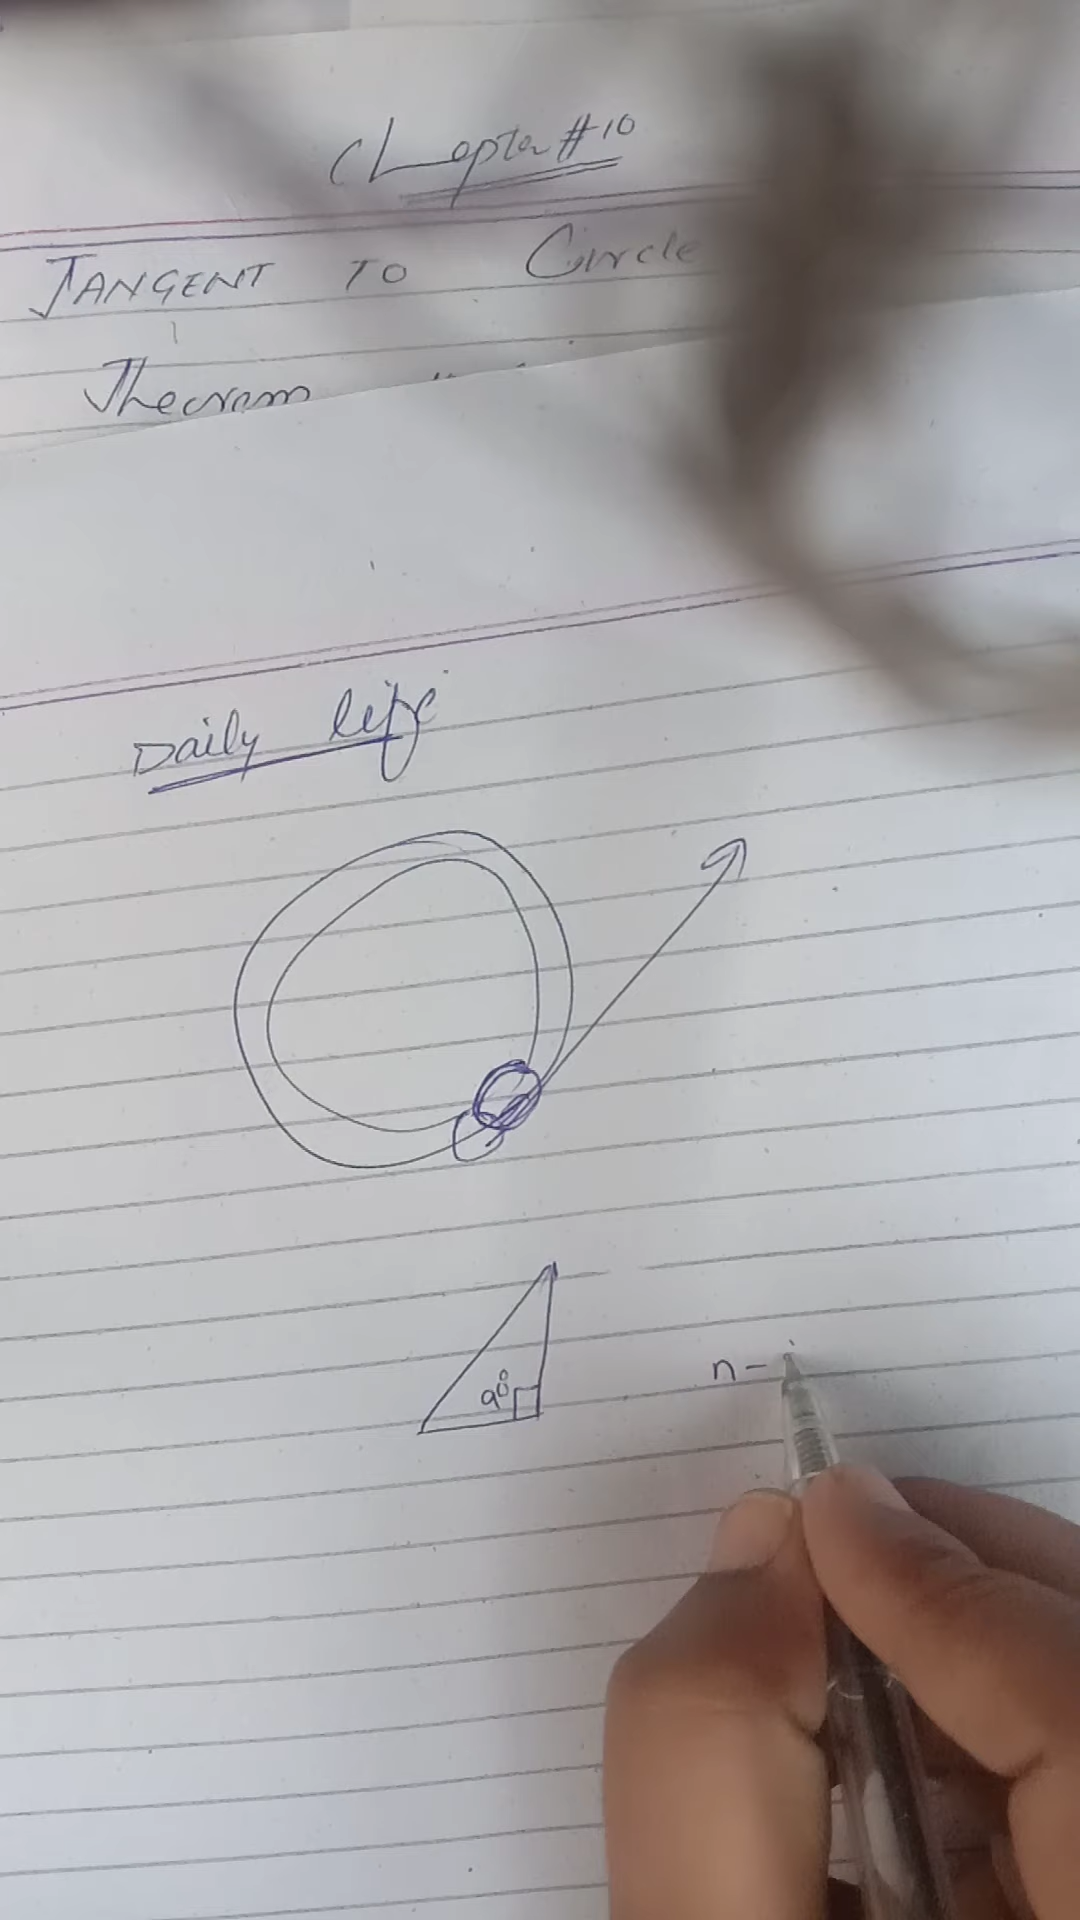 Chapter #10
TANGENT TO Circle
Theorem
Daily life
90
n -